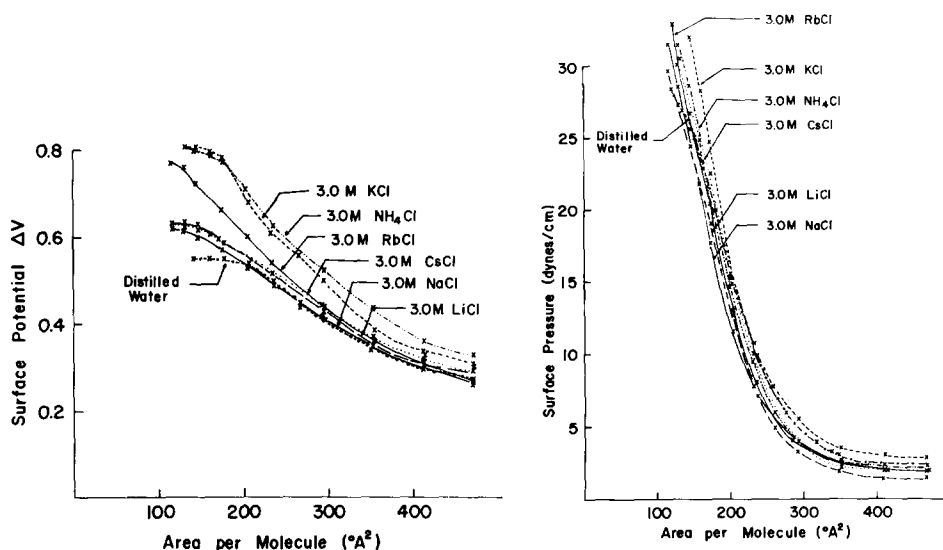 Surface Potential ΔV
0.8
0.6
0.4
0.2
3.0 M KCl
3.0M NH4Cl
3.0M RbCl
3.0M CsCl
3.0M NaCl
3.0M LiCl
Distilled
Water
100 200 300 400
Area per Molecule (°A²)
Surface Pressure (dynes/cm)
30
25
20
15
10
5
3.0M RbCl
3.0M KCl
3.0M NH4Cl
3.0M CsCl
Distilled
Water
3.0M LiCl
3.0M NaCl
100 200 300 400
Area per Molecule (°A²)